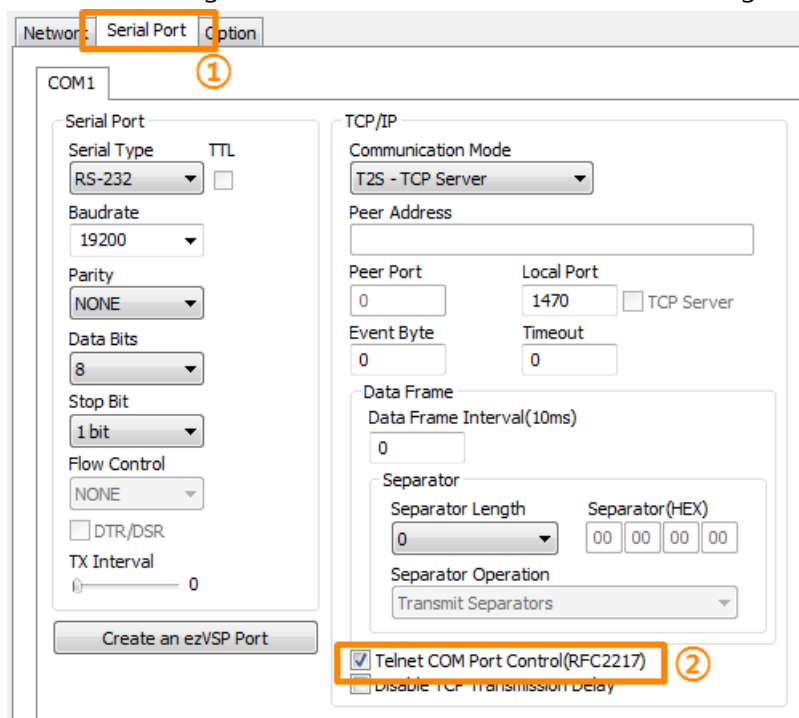 Network Serial Port Option
①
COM1
Serial Port
Serial Type TTL
RS-232
Baudrate
19200
Parity
NONE
Data Bits
8
Stop Bit
1 bit
Flow Control
NONE
DTR/DSR
TX Interval
0
Create an ezVSP Port
TCP/IP
Communication Mode
T2S - TCP Server
Peer Address
Peer Port Local Port
0 1470 TCP Server
Event Byte Timeout
0 0
Data Frame
Data Frame Interval(10ms)
0
Separator
Separator Length Separator(HEX)
0 00 00 00 00
Separator Operation
Transmit Separators
Telnet COM Port Control(RFC2217) ②
Disable TCP Transmission Delay